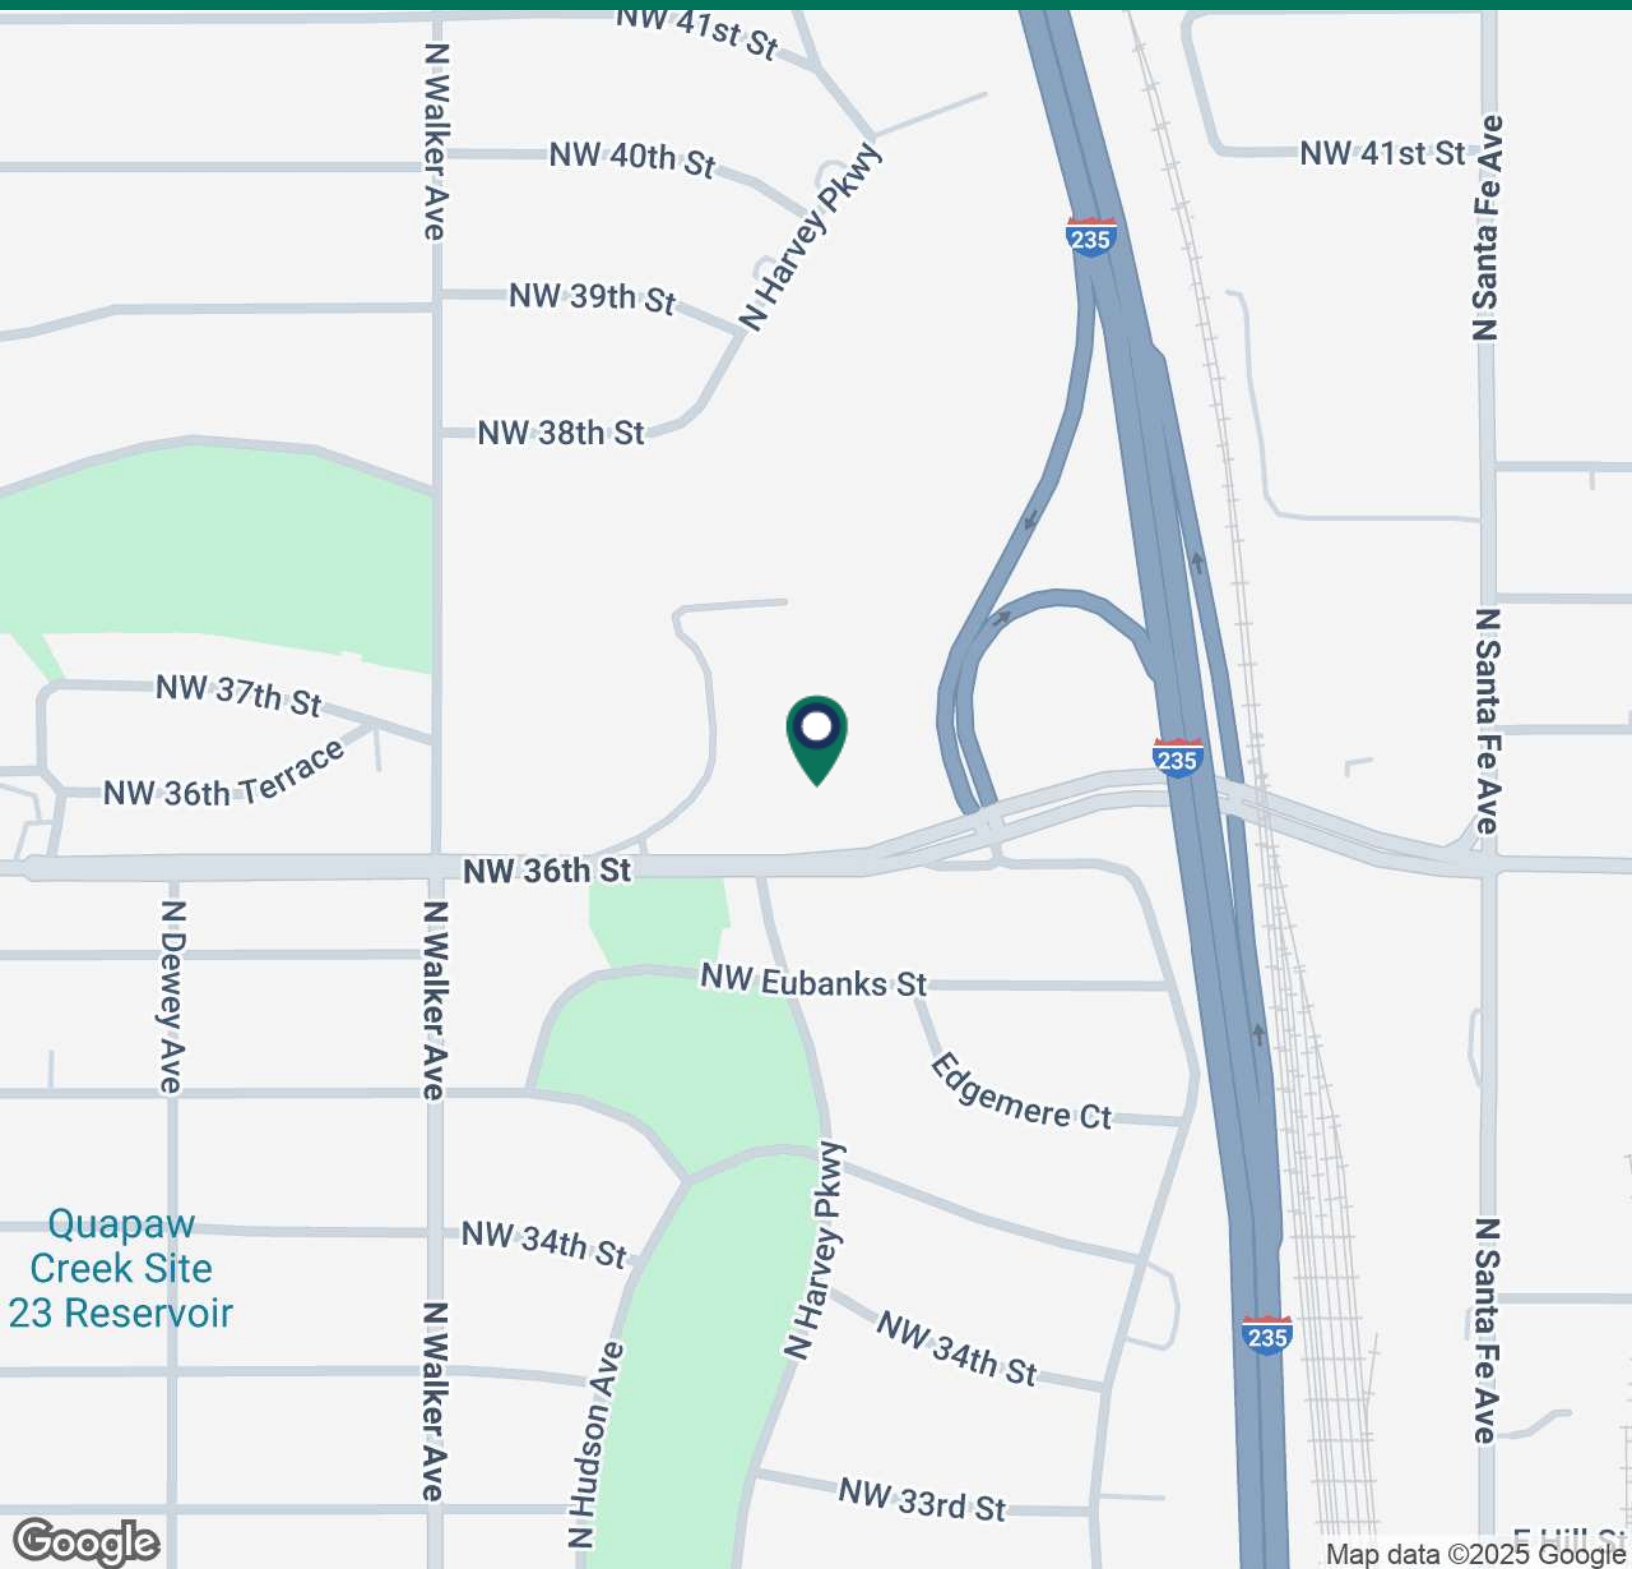 NW 41st St
N Walker Ave
NW 40th St
N Harvey Pkwy
NW 41st St
N Santa Fe Ave
235
NW 39th St
NW 38th St
NW 37th St
N Santa Fe Ave
NW 36th Terrace
235
NW 36th St
N Dewey Ave
N Walker Ave
NW Eubanks St
Edgemere Ct
Quapaw
Creek Site
23 Reservoir
NW 34th St
N Harvey Pkwy
NW 34th St
235
N Santa Fe Ave
N Walker Ave
N Hudson Ave
NW 33rd St
E Hill St
Google
Map data ©2025 Google